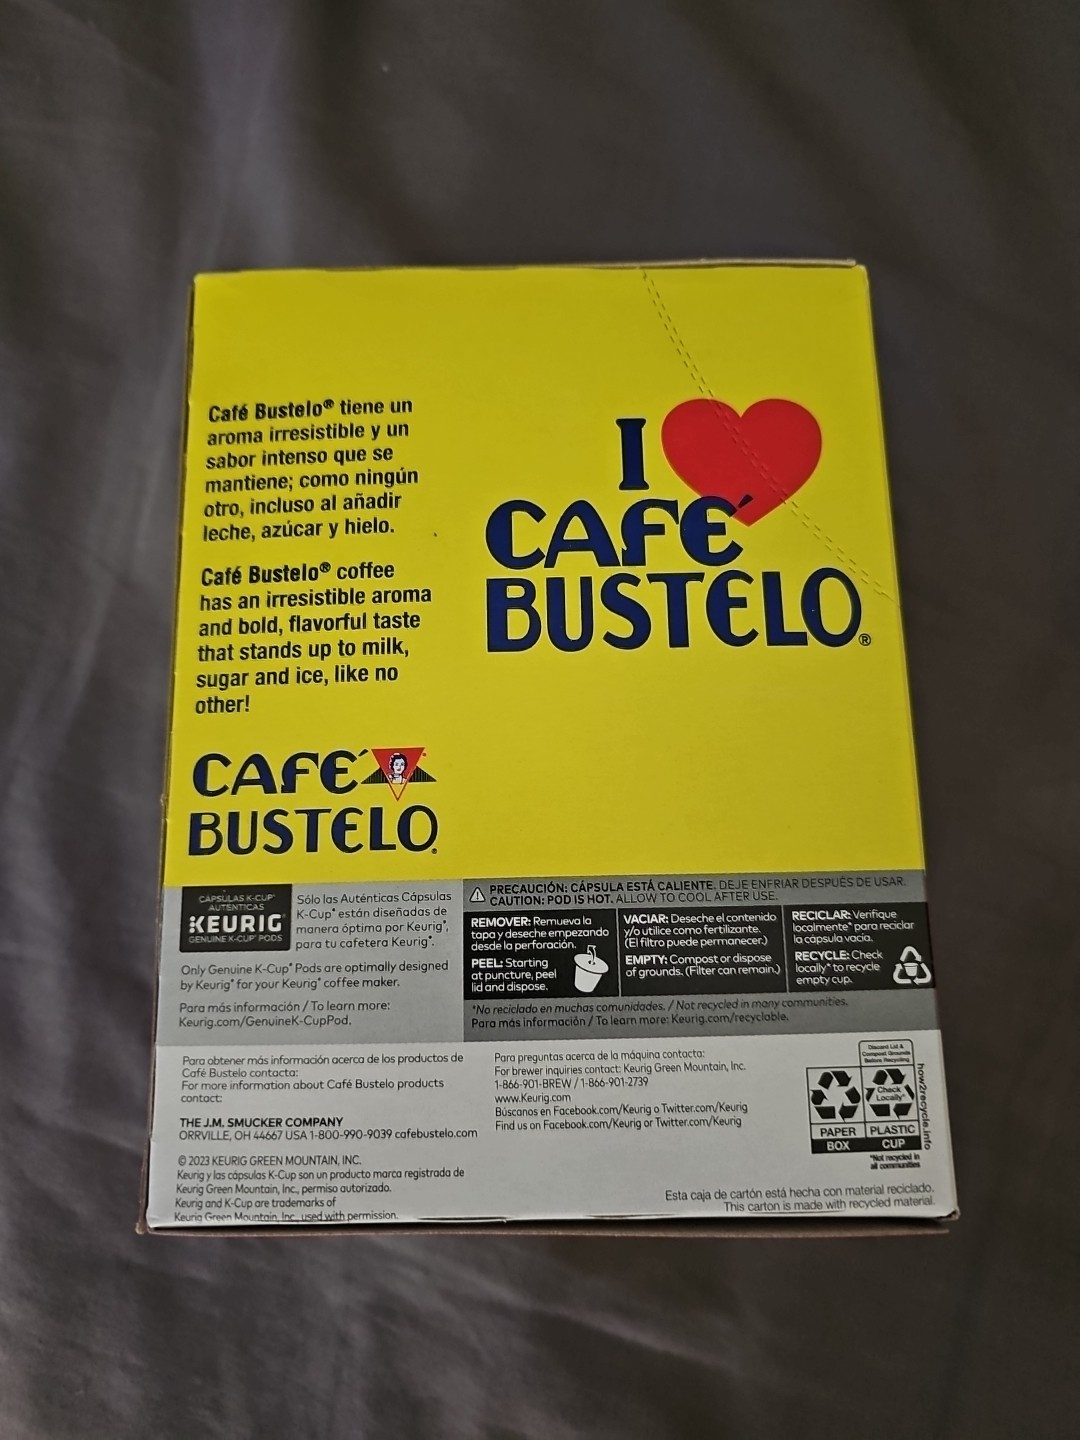 Café Bustelo® tiene un
aroma irresistible y un
sabor intenso que se
mantiene; como ningún
otro, incluso al añadir
leche, azúcar y hielo.
Café Bustelo® coffee
has an irresistible aroma
and bold, flavorful taste
that stands up to milk,
sugar and ice, like no
other!
I
CAFÉ
BUSTELO®
CAFÉ
BUSTELO
CÁPSULAS K-CUP®
AUTÉNTICAS
KEURIG
GENUINE K-CUP® PODS
Sólo las Auténticas Cápsulas
K-Cup® están diseñadas de
manera óptima por Keurig®,
para tu cafetera Keurig®.
Only Genuine K-Cup® Pods are optimally designed
by Keurig® for your Keurig® coffee maker.
Para más información / To learn more:
Keurig.com/GenuineK-CupPod.
PRECAUCIÓN: CÁPSULA ESTÁ CALIENTE. DEJE ENFRIAR DESPUÉS DE USAR.
CAUTION: POD IS HOT. ALLOW TO COOL AFTER USE.
REMOVER: Remueva la
tapa y deseche empezando
desde la perforación.
PEEL: Starting
at puncture, peel
lid and dispose.
VACIAR: Deseche el contenido
y/o utilice como fertilizante.
(El filtro puede permanecer.)
EMPTY: Compost or dispose
of grounds. (Filter can remain.)
RECICLAR: Verifique
localmente* para reciclar
la cápsula vacía.
RECYCLE: Check
locally* to recycle
empty cup.
*No reciclado en muchas comunidades. / Not recycled in many communities.
Para más información / To learn more: Keurig.com/recyclable.
Para obtener más información acerca de los productos de
Café Bustelo contacta:
For more information about Café Bustelo products
contact:
THE J.M. SMUCKER COMPANY
ORRVILLE, OH 44667 USA 1-800-990-9039 cafebustelo.com
© 2023 KEURIG GREEN MOUNTAIN, INC.
Keurig y las cápsulas K-Cup son un producto marca registrada de
Keurig Green Mountain, Inc., permiso autorizado.
Keurig and K-Cup are trademarks of
Keurig Green Mountain, Inc., used with permission.
Para preguntas acerca de la máquina contacta:
For brewer inquiries contact: Keurig Green Mountain, Inc.
1-866-901-BREW / 1-866-901-2739
www.Keurig.com
Búscanos en Facebook.com/Keurig o Twitter.com/Keurig
Find us on Facebook.com/Keurig or Twitter.com/Keurig
Discard Lid &
Compost Grounds
Before Recycling
Check
Locally*
PAPER
BOX
PLASTIC
CUP
*Not recycled in
all communities
how2recycle.info
Esta caja de cartón está hecha con material reciclado.
This carton is made with recycled material.